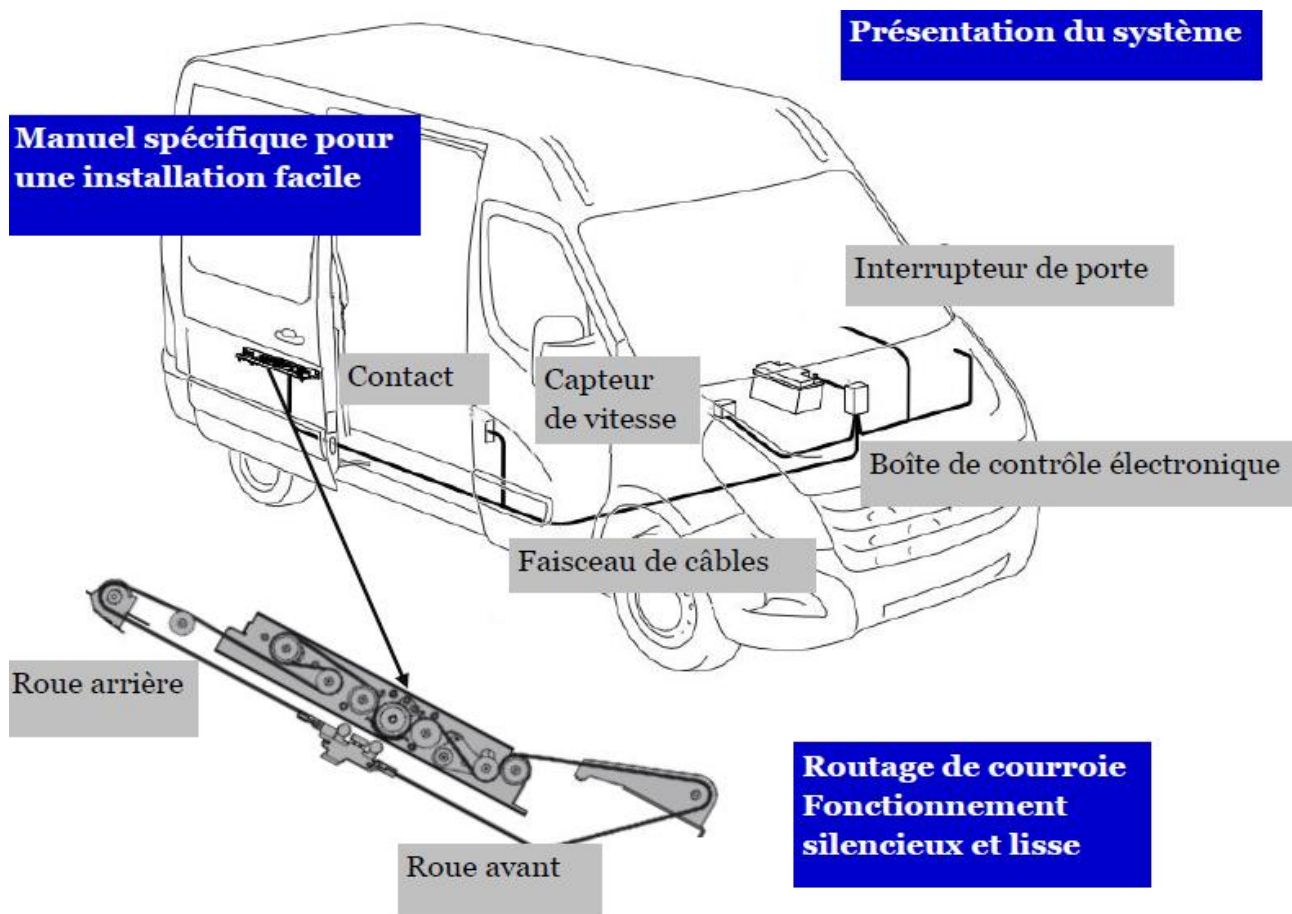 Présentation du système
Manuel spécifique pour
une installation facile
Interrupteur de porte
Contact
Capteur
de vitesse
Boîte de contrôle électronique
Faisceau de câbles
Roue arrière
Routage de courroie
Fonctionnement
silencieux et lisse
Roue avant